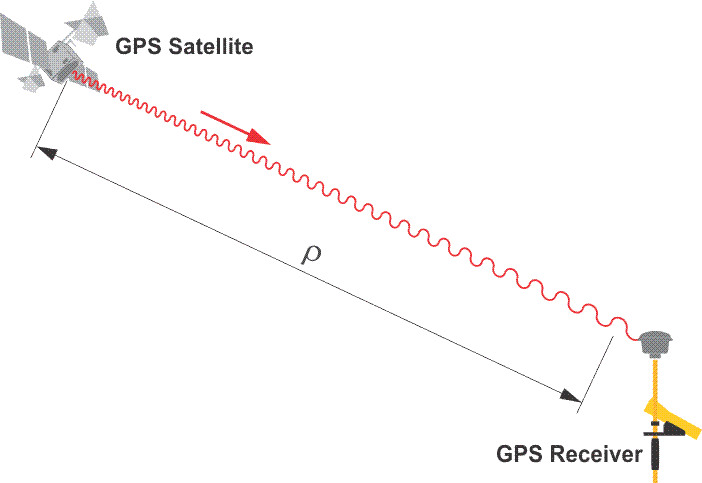 GPS Satellite
ρ
GPS Receiver